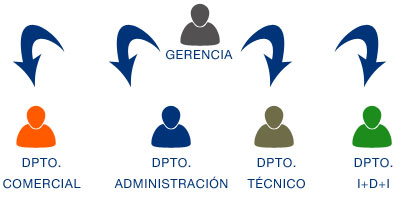 GERENCIA
DPTO.
COMERCIAL
DPTO.
ADMINISTRACIÓN
DPTO.
TÉCNICO
DPTO.
I+D+I